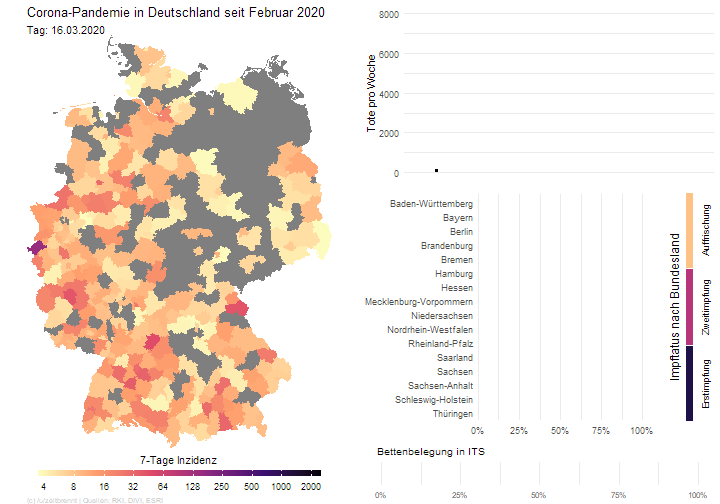 Corona-Pandemie in Deutschland seit Februar 2020
Tag: 16.03.2020
7-Tage Inzidenz
4 8 16 32 64 128 250 500 1000 2000
Quellen: RKI, DIVI, ESRI
Tote pro Woche
8000
6000
4000
2000
0
Baden-Württemberg
Bayern
Berlin
Brandenburg
Bremen
Hamburg
Hessen
Mecklenburg-Vorpommern
Niedersachsen
Nordrhein-Westfalen
Rheinland-Pfalz
Saarland
Sachsen
Sachsen-Anhalt
Schleswig-Holstein
Thüringen
0% 25% 50% 75% 100%
Impftatus nach Bundesland
Auffrischung
Zweitimpfung
Erstimpfung
Bettenbelegung in ITS
0% 25% 50% 75% 100%